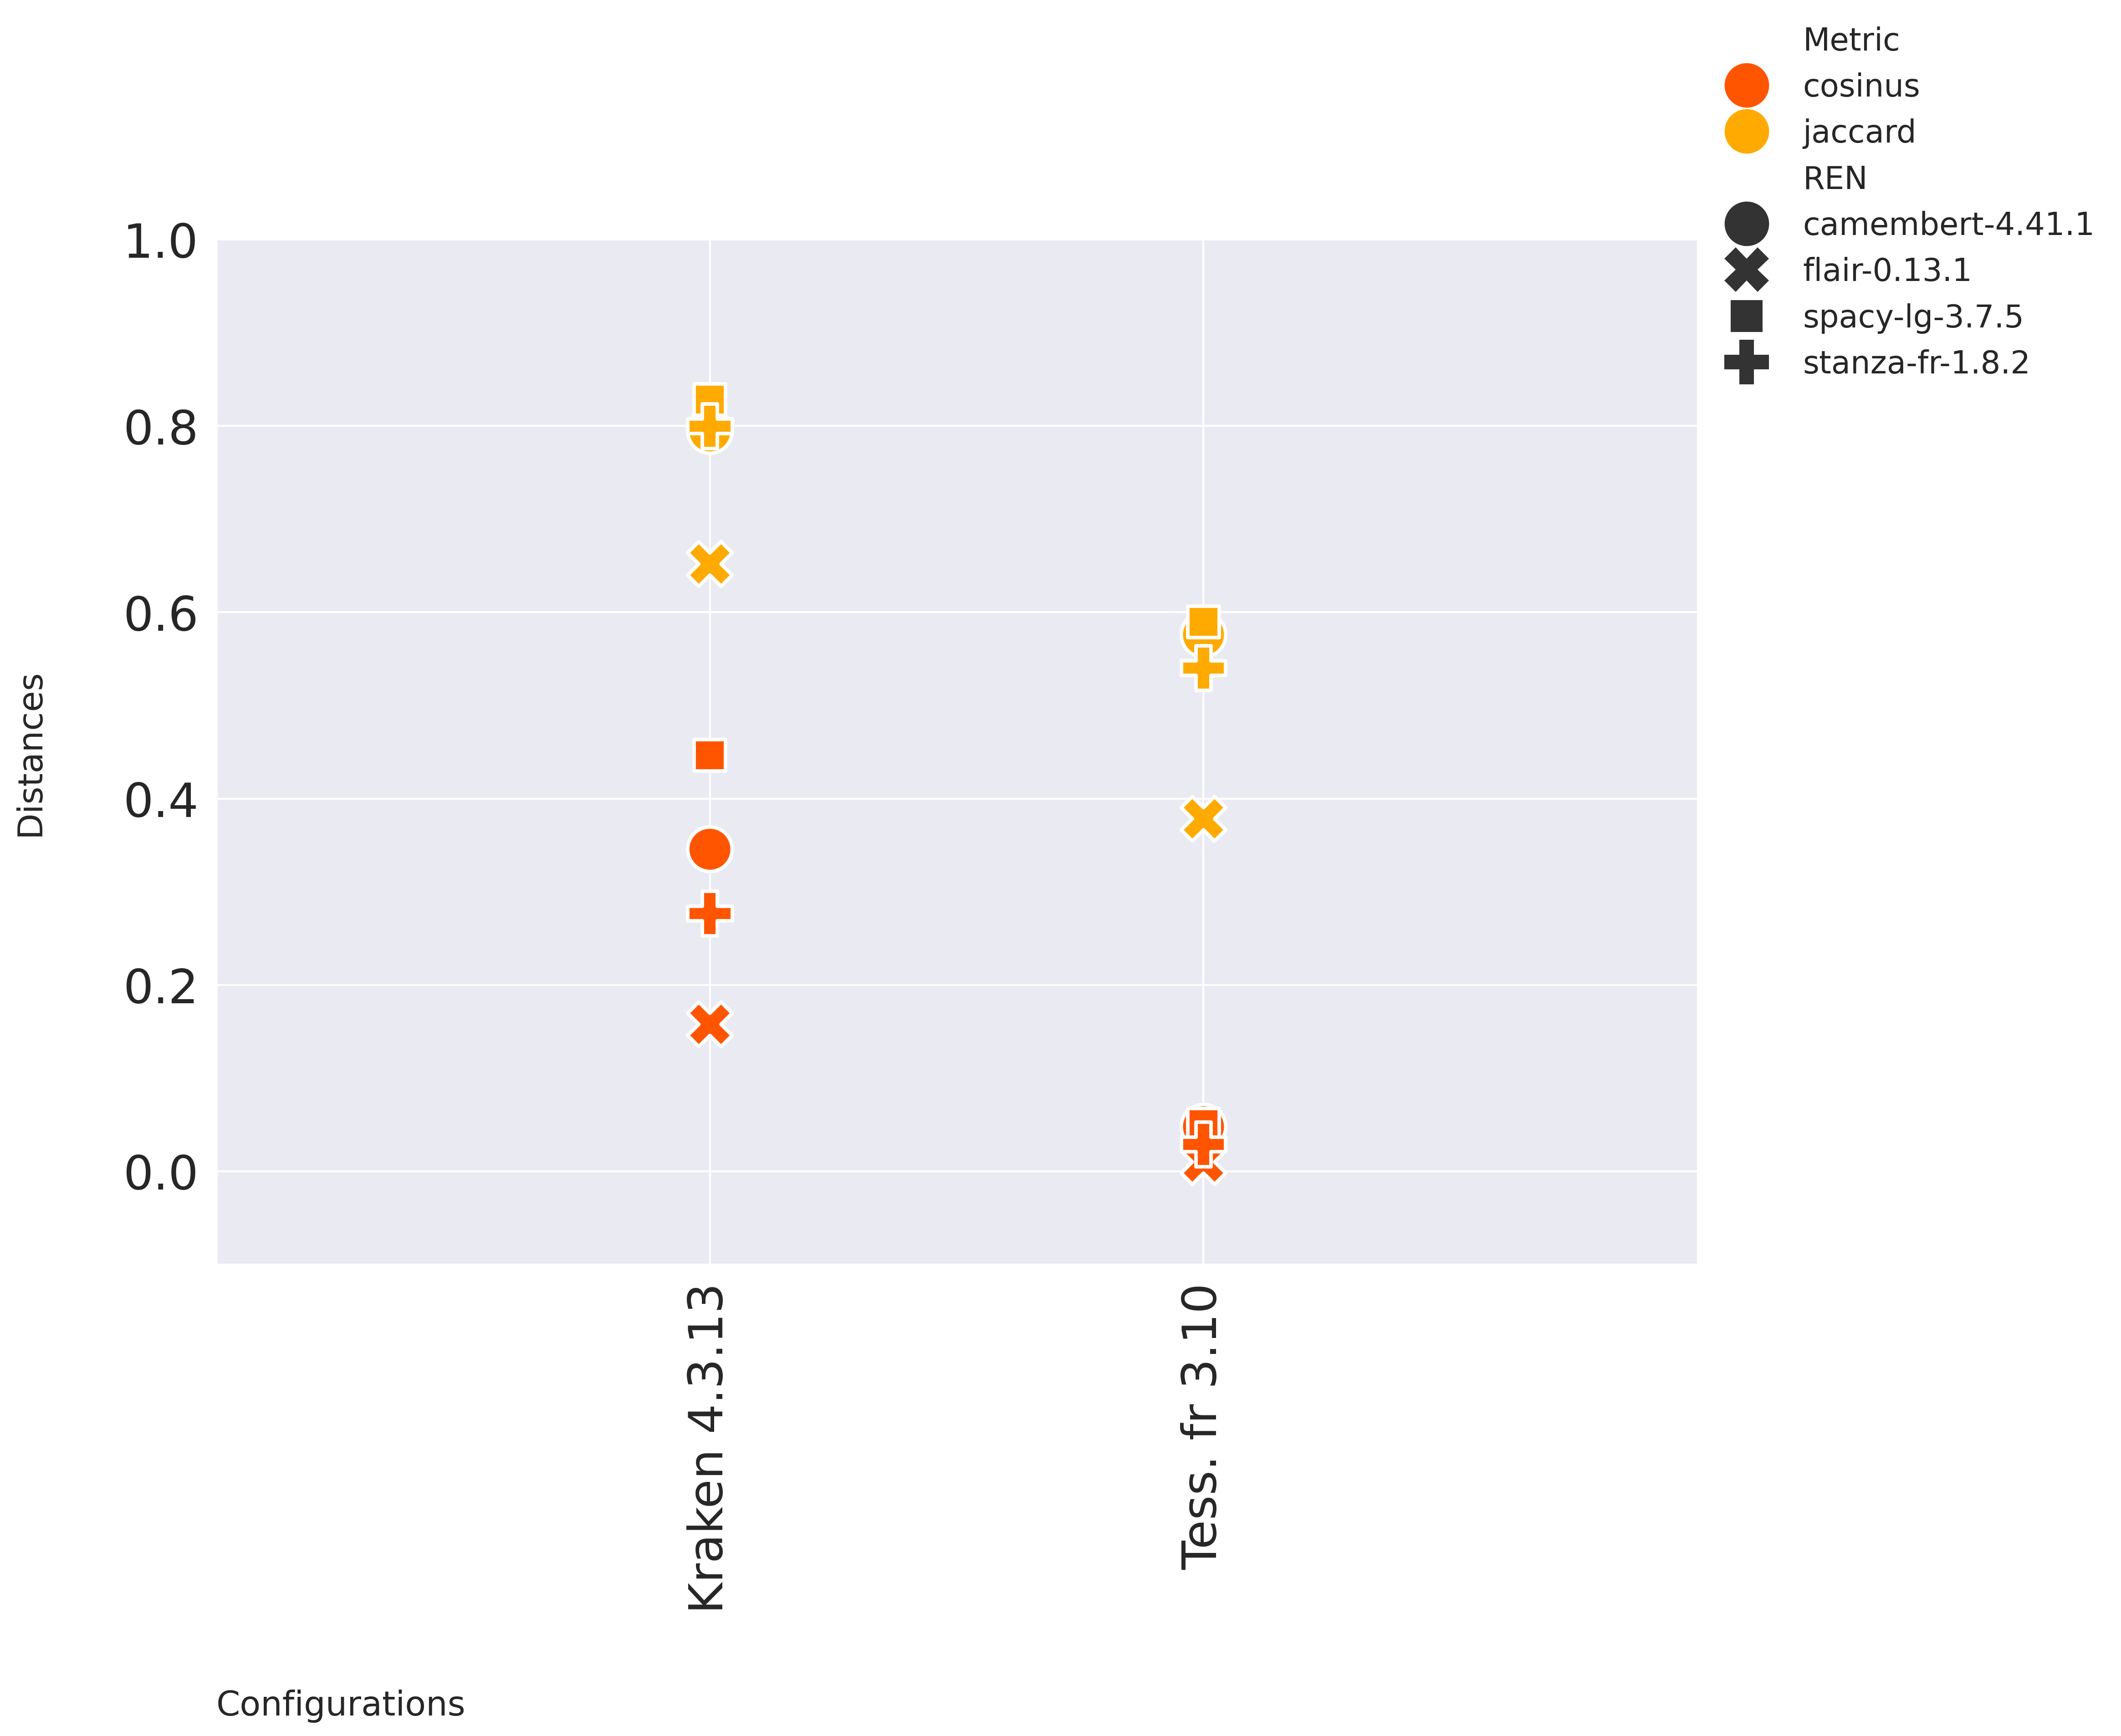 Metric
cosinus
jaccard
REN
camembert-4.41.1
flair-0.13.1
spacy-lg-3.7.5
stanza-fr-1.8.2
1.0
0.8
0.6
0.4
0.2
0.0
Distances
Kraken 4.3.13
Tess. fr 3.10
Configurations